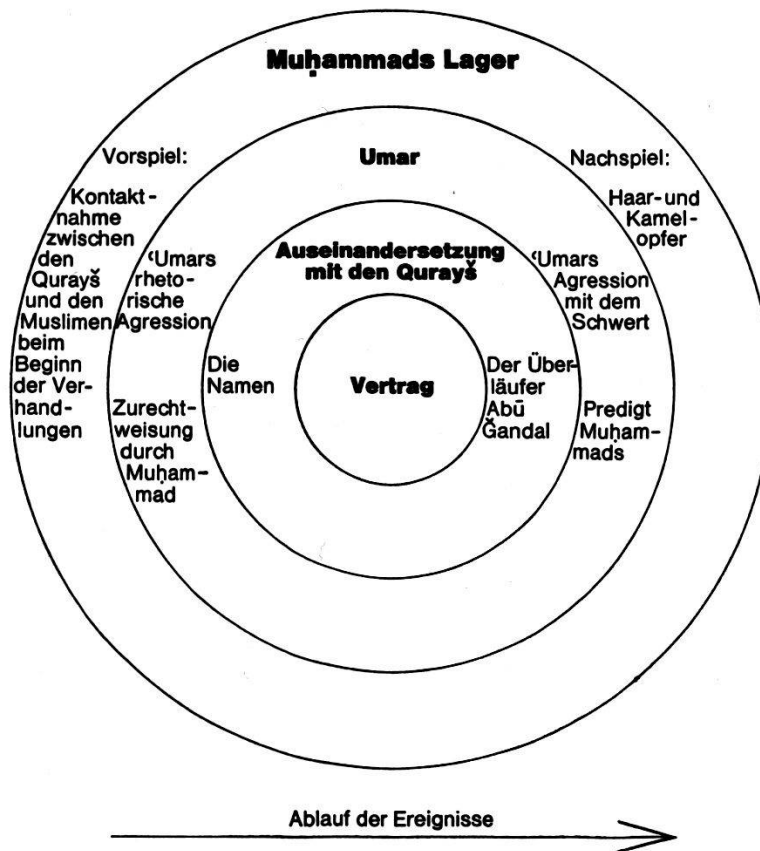 Muḥammads Lager
Vorspiel:
Kontakt-
nahme
zwischen
den
Qurayš
und den
Muslimen
beim
Beginn
der Ver-
hand-
lungen
Umar
ʿUmars
rheto-
rische
Agression
Zurecht-
weisung
durch
Muḥam-
mad
Auseinandersetzung
mit den Qurayš
Die
Namen
Vertrag
Der Über-
läufer
Abū
Ǧandal
ʿUmars
Agression
mit dem
Schwert
Predigt
Muḥam-
mads
Nachspiel:
Haar-und
Kamel-
opfer
Ablauf der Ereignisse